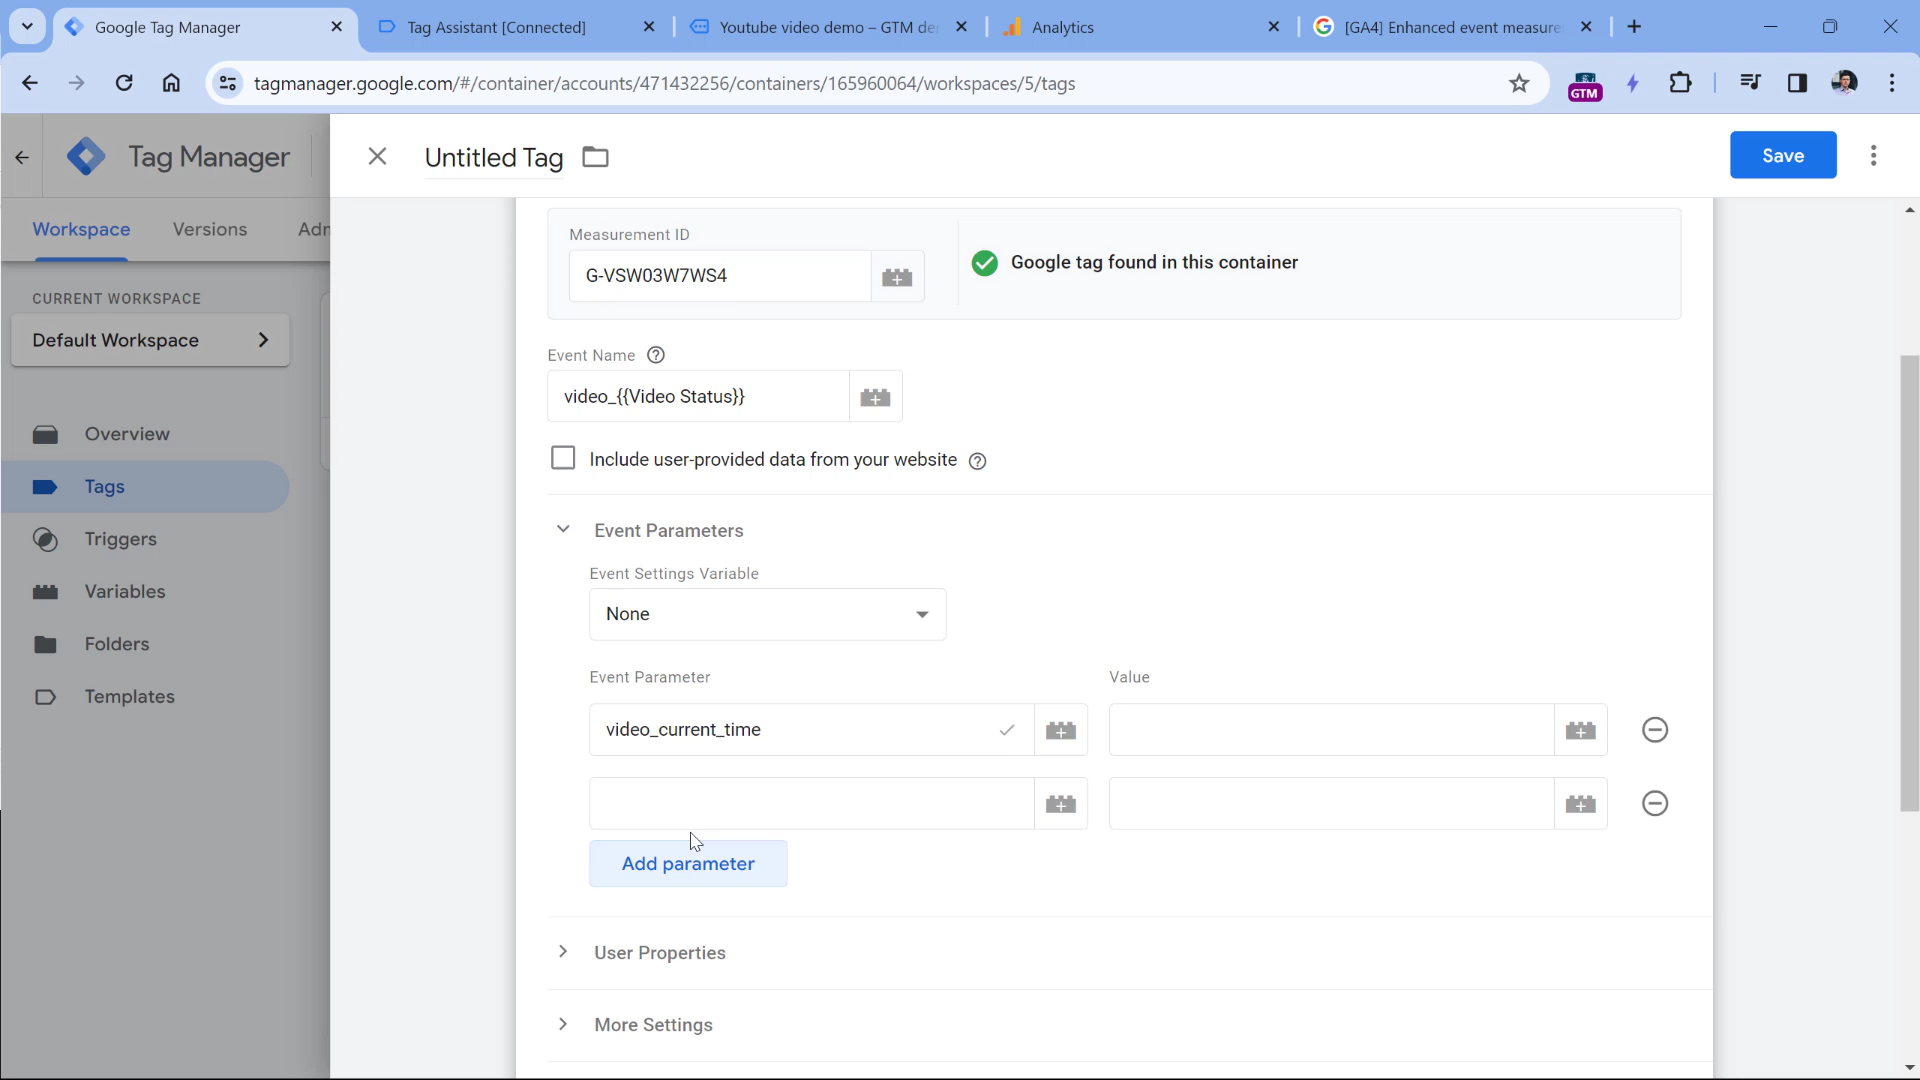 Google Tag Manager
Tag Assistant [Connected]
Youtube video demo – GTM de
Analytics
[GA4] Enhanced event measure
tagmanager.google.com/#/container/accounts/471432256/containers/165960064/workspaces/5/tags
GTM
Tag Manager
Untitled Tag
Save
Workspace
Versions
Adm
CURRENT WORKSPACE
Default Workspace
Overview
Tags
Triggers
Variables
Folders
Templates
Measurement ID
G-VSW03W7WS4
Google tag found in this container
Event Name
video_{{Video Status}}
Include user-provided data from your website
Event Parameters
Event Settings Variable
None
Event Parameter
Value
video_current_time
Add parameter
User Properties
More Settings